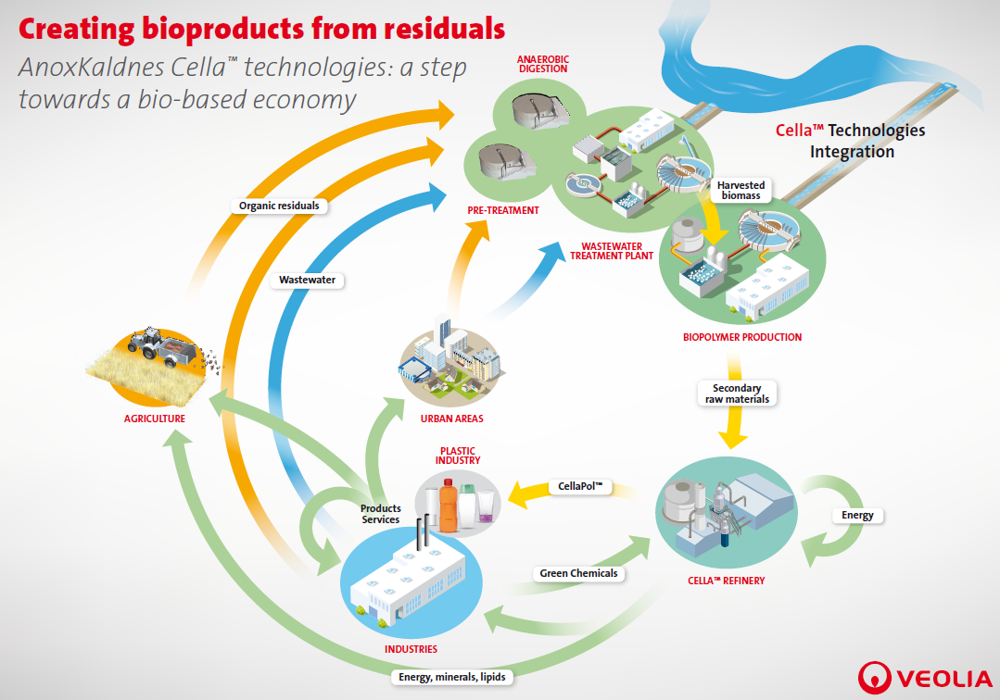 Creating bioproducts from residuals
AnoxKaldnes Cella™ technologies: a step
towards a bio-based economy
ANAEROBIC
DIGESTION
Cella™ Technologies
Integration
Harvested
biomass
Organic residuals
PRE-TREATMENT
WASTEWATER
TREATMENT PLANT
Wastewater
BIOPOLYMER PRODUCTION
Secondary
raw materials
AGRICULTURE
URBAN AREAS
PLASTIC
INDUSTRY
CellaPol™
Products
Services
Energy
Green Chemicals
CELLA™ REFINERY
INDUSTRIES
Energy, minerals, lipids
VEOLIA